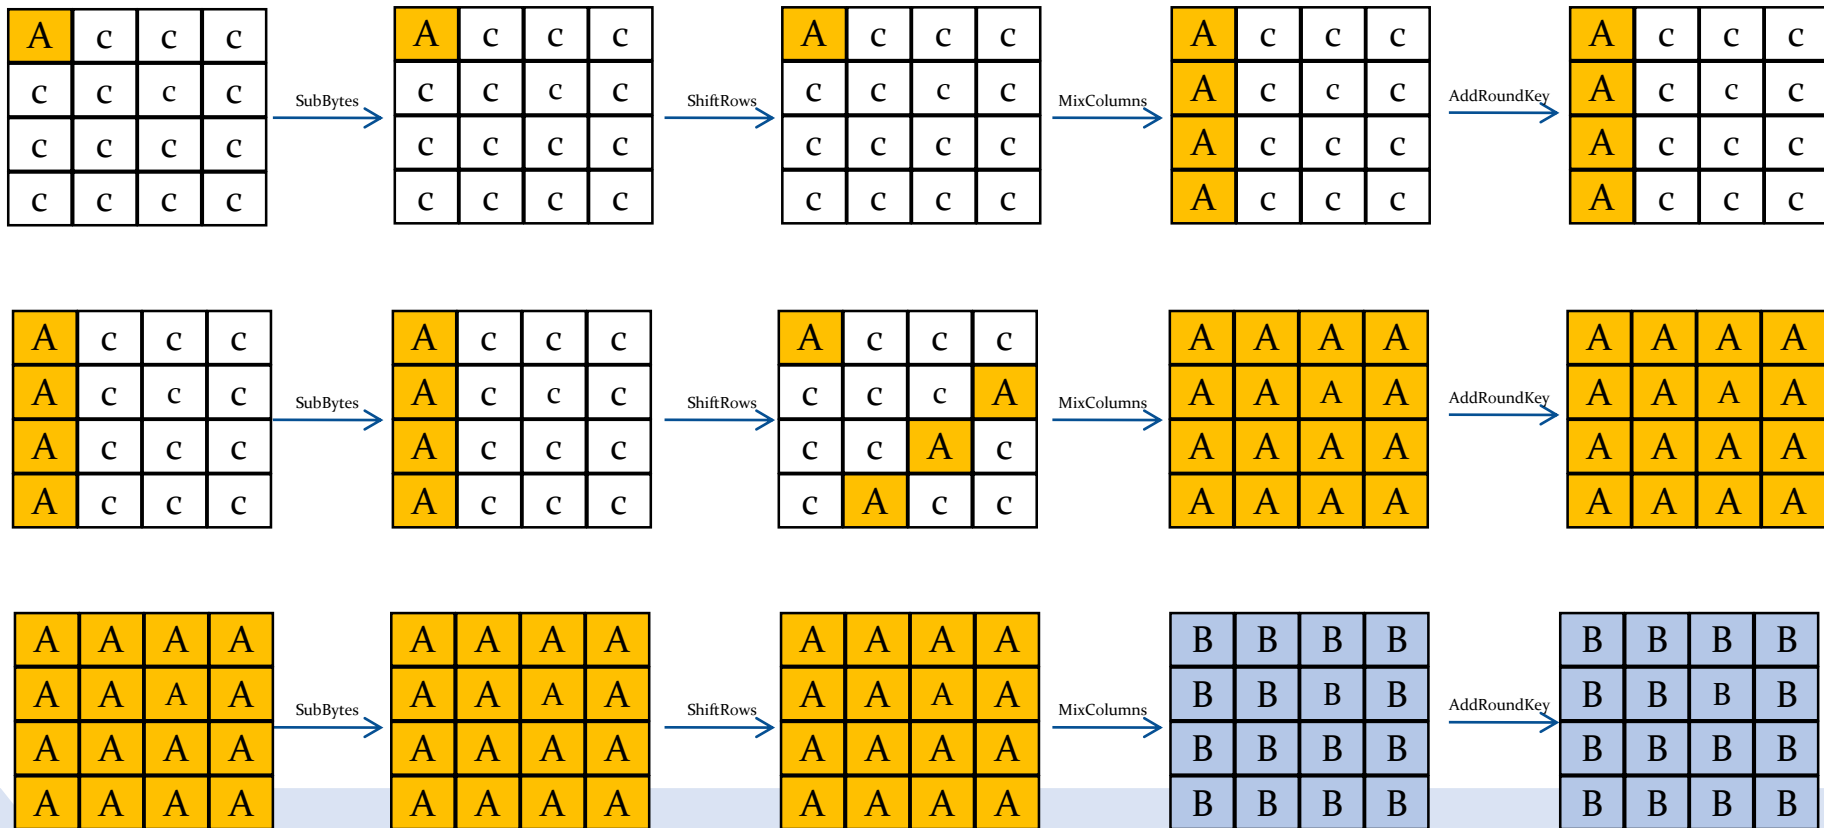 A c c c A c c c A c c c A c c c A c c c
c c c c SubBytes c c c c ShiftRows c c c c MixColumns A c c c AddRoundKey A c c c
c c c c c c c c c c c c A c c c A c c c
c c c c c c c c c c c c A c c c A c c c
A c c c A c c c A c c c A A A A A A A A
A c c c SubBytes A c c c ShiftRows c c c A MixColumns A A A A AddRoundKey A A A A
A c c c A c c c c c A c A A A A A A A A
A c c c A c c c c A c c A A A A A A A A
A A A A A A A A A A A A B B B B B B B B
A A A A SubBytes A A A A ShiftRows A A A A MixColumns B B B B AddRoundKey B B B B
A A A A A A A A A A A A B B B B B B B B
A A A A A A A A A A A A B B B B B B B B